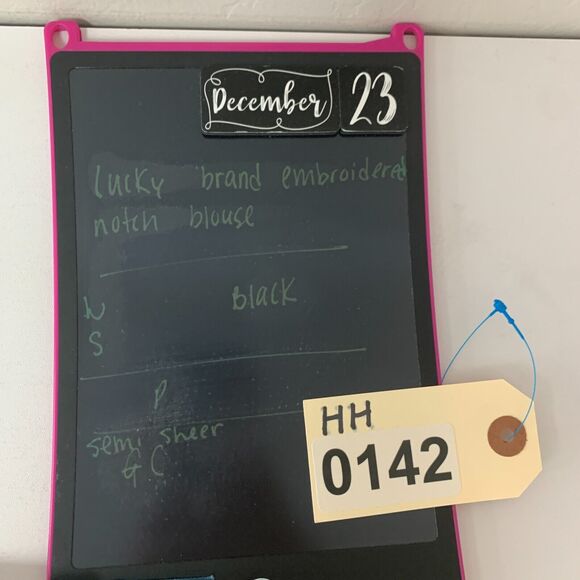 December 23
lucky brand embroidered
notch blouse
Black
S
P
semi sheer
G C
HH
0142